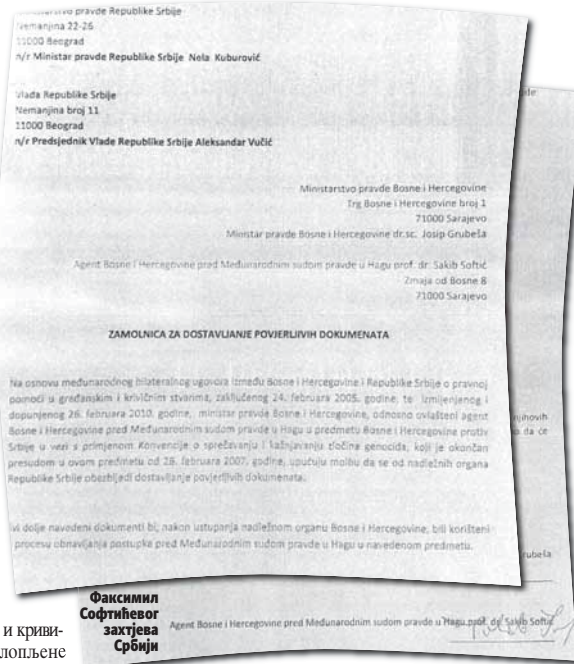 pravde Republike Srbije
Nemanjina 22-26
11000 Beograd
n/r Ministar pravde Republike Srbije Nela Kuburović
Vlada Republike Srbije
Nemanjina broj 11
11000 Beograd
n/r Predsjednik Vlade Republike Srbije Aleksandar Vučić
Ministarstvo pravde Bosne i Hercegovine
Trg Bosne i Hercegovine broj 1
71000 Sarajevo
Ministar pravde Bosne i Hercegovine dr.sc. Josip Grubeša
Agent Bosne i Hercegovine pred Međunarodnim sudom pravde u Hagu prof. dr. Sakib Softić
Zmaja od Bosne 8
71000 Sarajevo
ZAMOLNICA ZA DOSTAVLJANJE POVJERLJIVIH DOKUMENATA
Na osnovu međunarodnog bilateralnog ugovora između Bosne i Hercegovine i Republike Srbije o pravnoj
pomoći u građanskim i krivičnim stvarima, zaključenog 24. februara 2005. godine, te izmijenjenog i
dopunjenog 26. februara 2010. godine, ministar pravde Bosne i Hercegovine, odnosno ovlašteni agent
Bosne i Hercegovine pred Međunarodnim sudom pravde u Hagu u predmetu Bosne i Hercegovine protiv
Srbije u vezi s primjenom Konvencije o sprečavanju i kažnjavanju zločina genocida, koji je okončan
presudom u ovom predmetu od 26. februara 2007. godine, upućuju molbu da se od nadležnih organa
Republike Srbije obezbijedi dostavljanje povjerljivih dokumenata.
vi dolje navedeni dokumenti bi, nakon ustupanja nadležnom organu Bosne i Hercegovine, bili korišteni
procesu obnavljanja postupka pred Međunarodnim sudom pravde u Hagu u navedenom predmetu.
de
njihovih
da će
rubeša
Факсимил
Софтићевог
захтјева
Србији
Agent Bosne i Hercegovine pred Međunarodnim sudom pravde u Hagu prof. dr. Sakib Softić
и криви-
лопљене